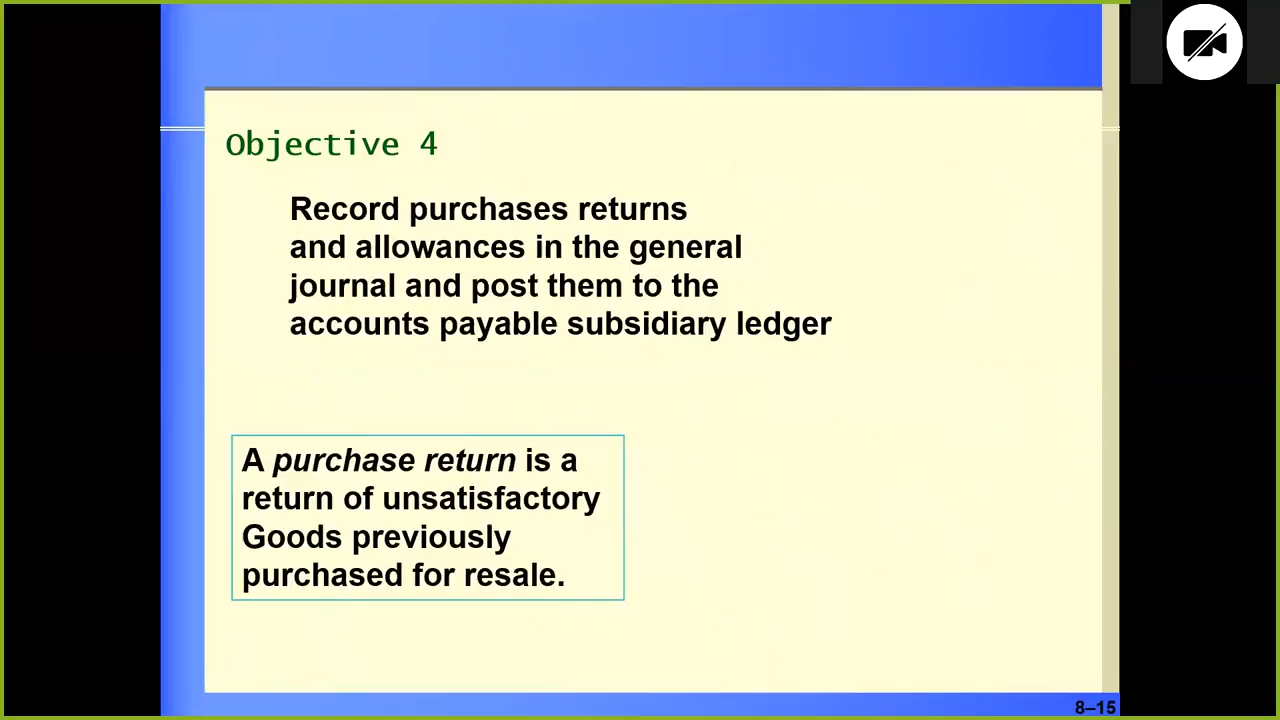 Objective 4
Record purchases returns
and allowances in the general
journal and post them to the
accounts payable subsidiary ledger
A purchase return is a
return of unsatisfactory
Goods previously
purchased for resale.
8–15